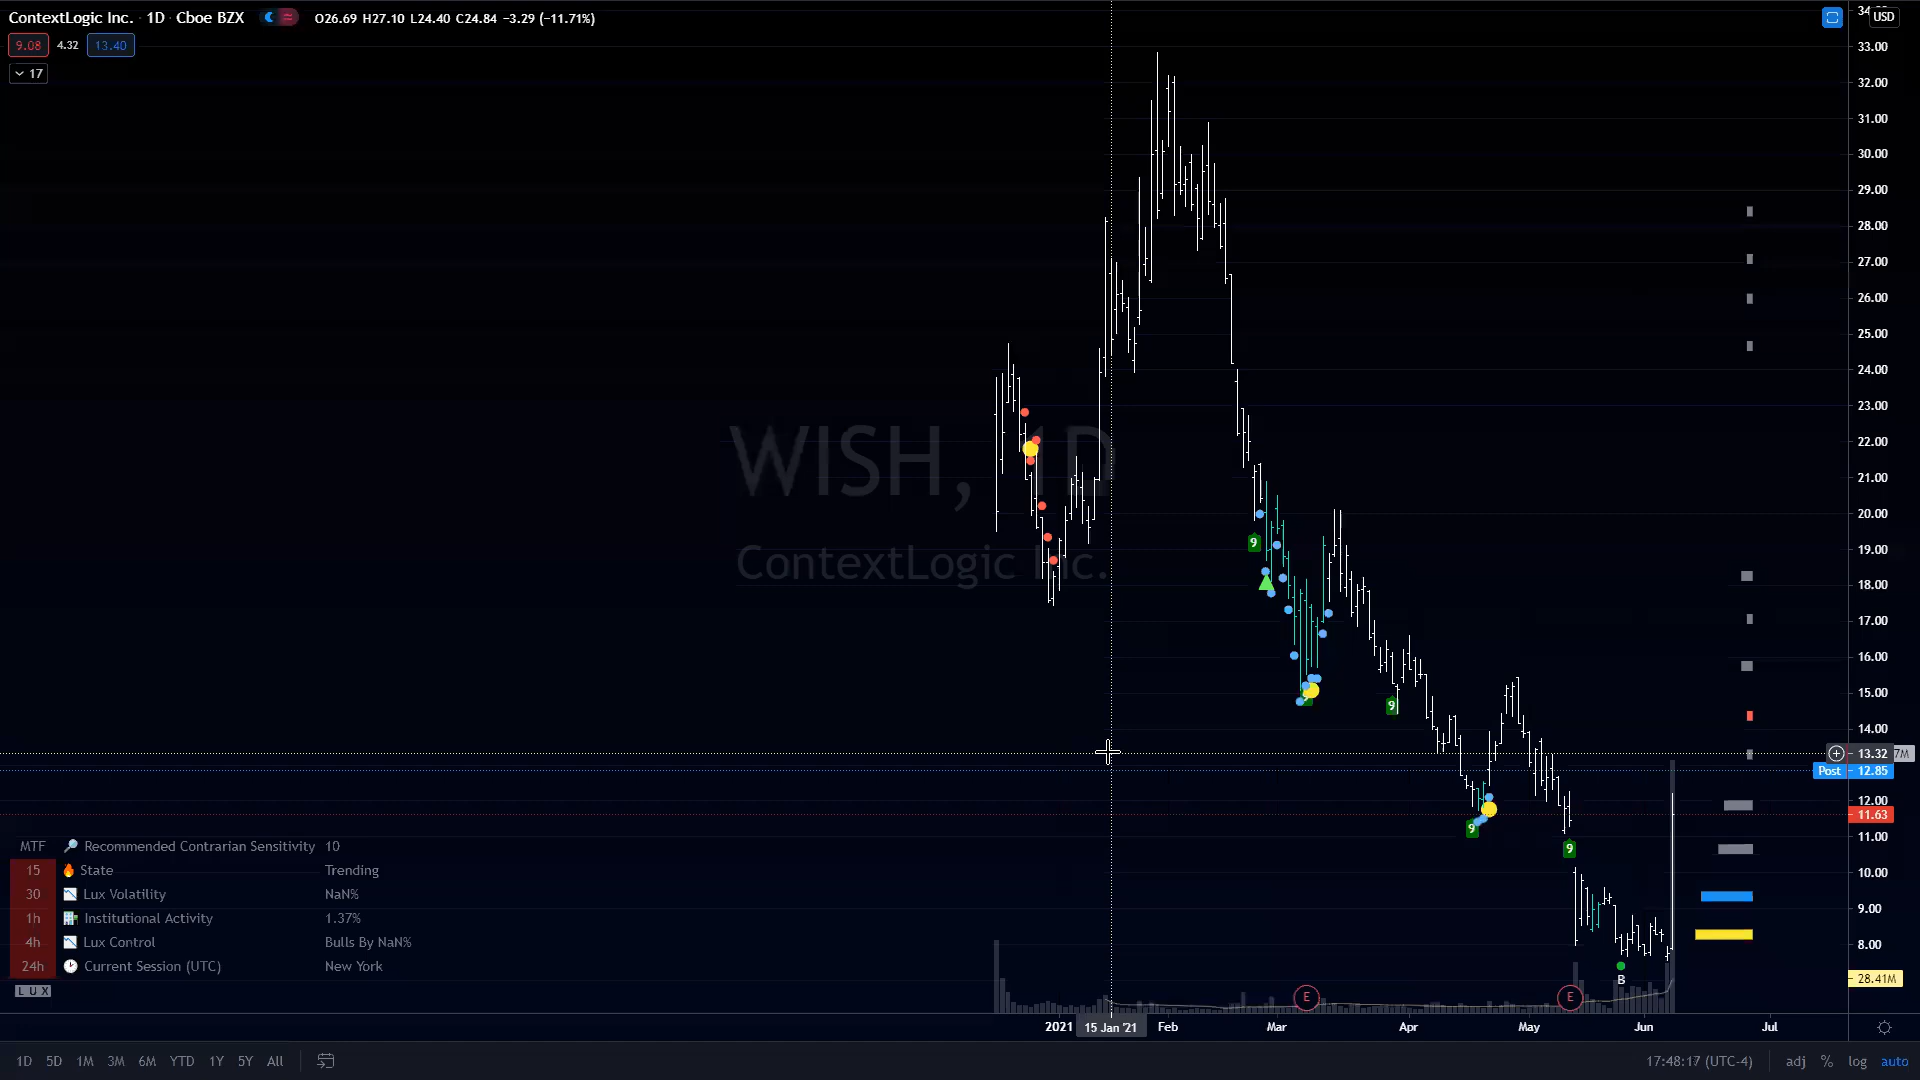 ContextLogic Inc. · 1D · Cboe BZX O26.69 H27.10 L24.40 C24.84 −3.29 (−11.71%)
9.08 4.32 13.40
17
USD
33.00
32.00
31.00
30.00
29.00
28.00
27.00
26.00
25.00
24.00
23.00
22.00
21.00
20.00
19.00
18.00
17.00
16.00
15.00
14.00
13.32
Post 12.85
12.00
11.63
11.00
10.00
9.00
8.00
28.41M
WISH, 1D
ContextLogic Inc.
9
9
9
9
B
E
E
MTF 🔎 Recommended Contrarian Sensitivity 10
15 🔥 State Trending
30 Lux Volatility NaN%
1h Institutional Activity 1.37%
4h Lux Control Bulls By NaN%
24h Current Session (UTC) New York
LUX
2021 15 Jan '21 Feb Mar Apr May Jun Jul
1D 5D 1M 3M 6M YTD 1Y 5Y All 17:48:17 (UTC-4) adj % log auto